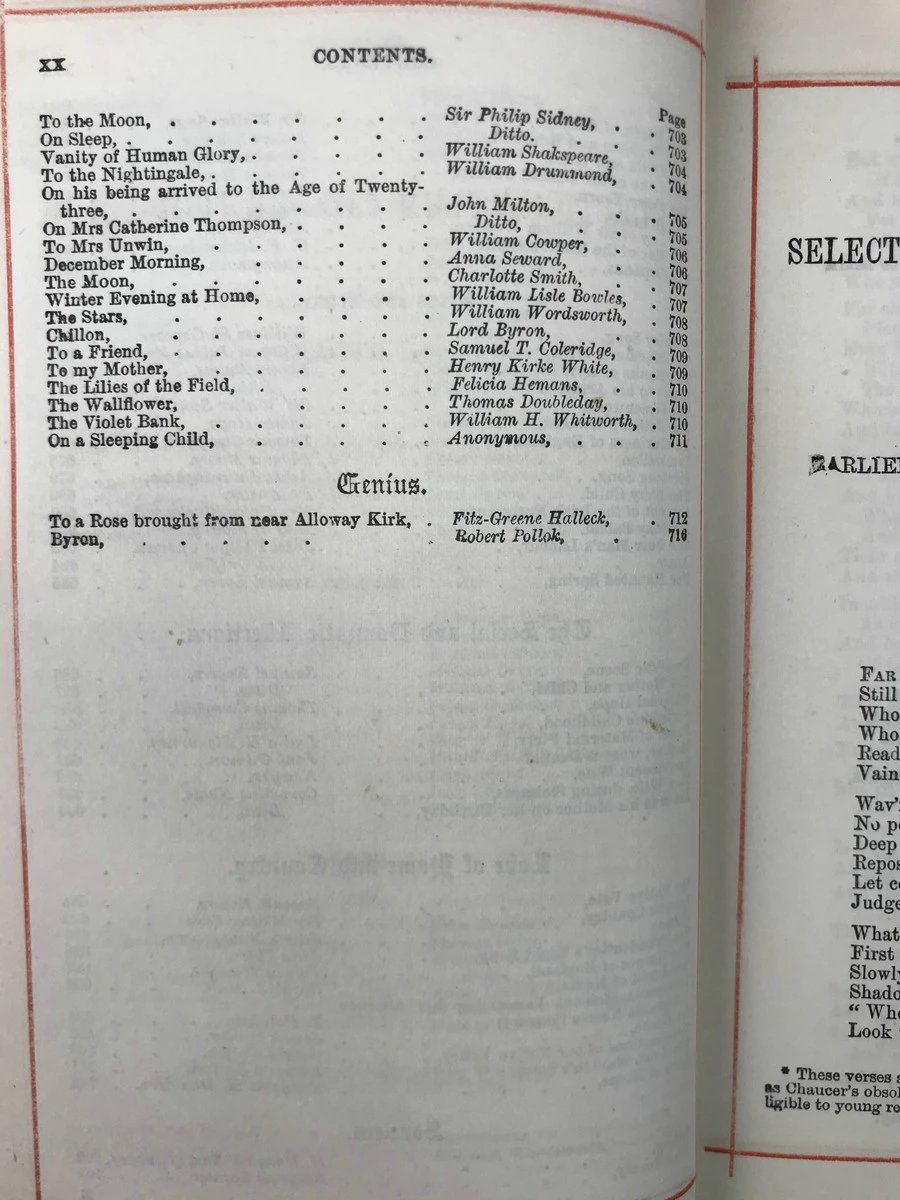 XX CONTENTS.
Page
To the Moon, . . . . . . . Sir Philip Sidney, . . 703
On Sleep, . . . . . . . . Ditto. . . 703
Vanity of Human Glory, . . . . . William Shakspeare, . 704
To the Nightingale, . . . . . . William Drummond, . 704
On his being arrived to the Age of Twenty-
three, . . . . . . . . John Milton, . . 705
On Mrs Catherine Thompson, . . . . Ditto, . . 705
To Mrs Unwin, . . . . . . William Cowper, . . 706
December Morning, . . . . . Anna Seward, . . 706
The Moon, . . . . . . . Charlotte Smith, . . 707
Winter Evening at Home, . . . . William Lisle Bowles, . 707
The Stars, . . . . . . . William Wordsworth, . 708
Chillon, . . . . . . . Lord Byron, . . 708
To a Friend, . . . . . . . Samuel T. Coleridge, . 709
To my Mother, . . . . . . Henry Kirke White, . 709
The Lilies of the Field, . . . . . Felicia Hemans, . . 710
The Wallflower, . . . . Thomas Doubleday, . 710
The Violet Bank, . . . . . . William H. Whitworth, . 710
On a Sleeping Child, . . . . . Anonymous, . . . 711
Genius.
To a Rose brought from near Alloway Kirk, . Fitz-Greene Halleck, . 712
Byron, . . . . . . Robert Pollok, . 716
SELECT
EARLIE
FAR
Still
Who
Who
Read
Vain
Wav'
No p
Deep
Repos
Let c
Judge
What
First
Slowly
Shado
" Who
Look
* These verses
as Chaucer's obsol
ligible to young re